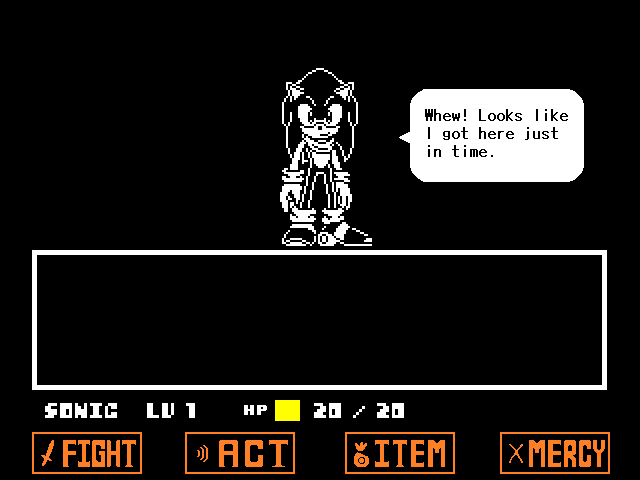 Whew! Looks like
I got here just
in time.
SONIC LV 1 HP 20 / 20
FIGHT ACT ITEM MERCY